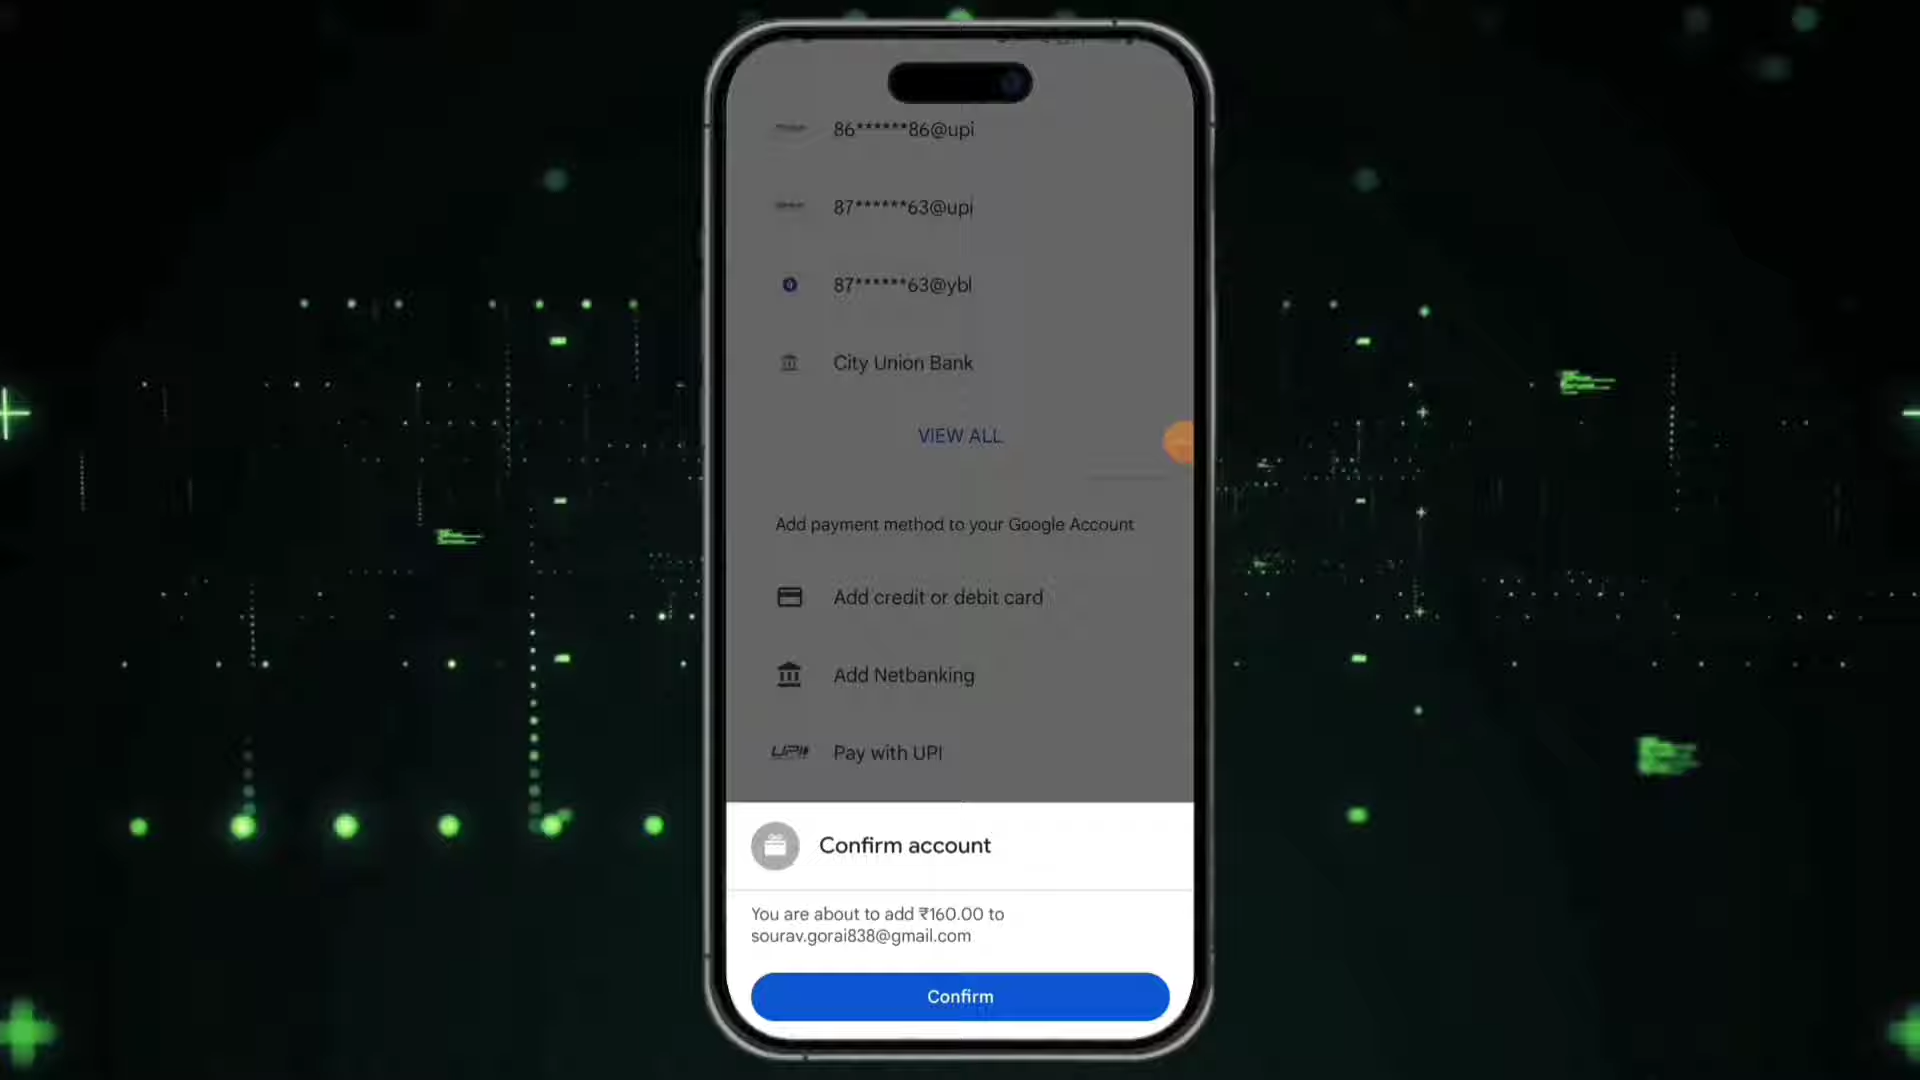 86******86@upi
87******63@upi
87******63@ybl
City Union Bank
VIEW ALL
Add payment method to your Google Account
Add credit or debit card
Add Netbanking
UPI Pay with UPI
Confirm account
You are about to add ₹160.00 to
sourav.gorai838@gmail.com
Confirm